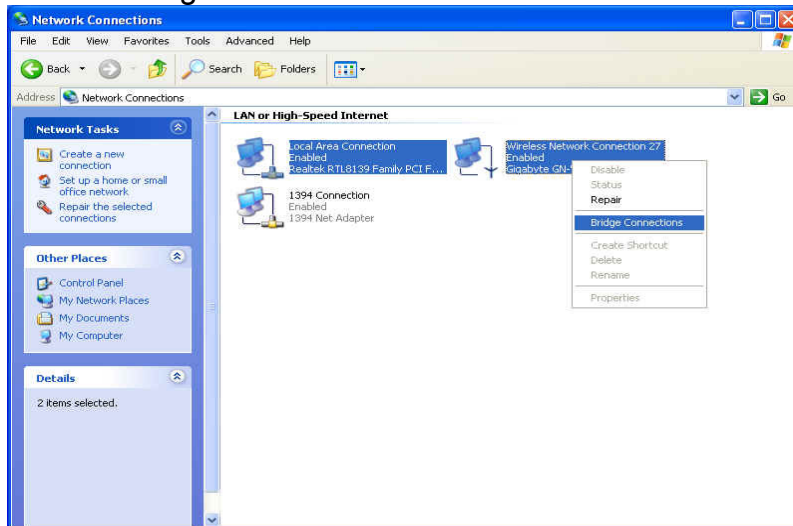 Network Connections
File Edit View Favorites Tools Advanced Help
Back Search Folders
Address Network Connections Go
Network Tasks
Create a new
connection
Set up a home or small
office network
Repair the selected
connections
Other Places
Control Panel
My Network Places
My Documents
My Computer
Details
2 items selected.
LAN or High-Speed Internet
Local Area Connection
Enabled
Realtek RTL8139 Family PCI F...
Wireless Network Connection 27
Enabled
Gigabyte GN-
1394 Connection
Enabled
1394 Net Adapter
Disable
Status
Repair
Bridge Connections
Create Shortcut
Delete
Rename
Properties